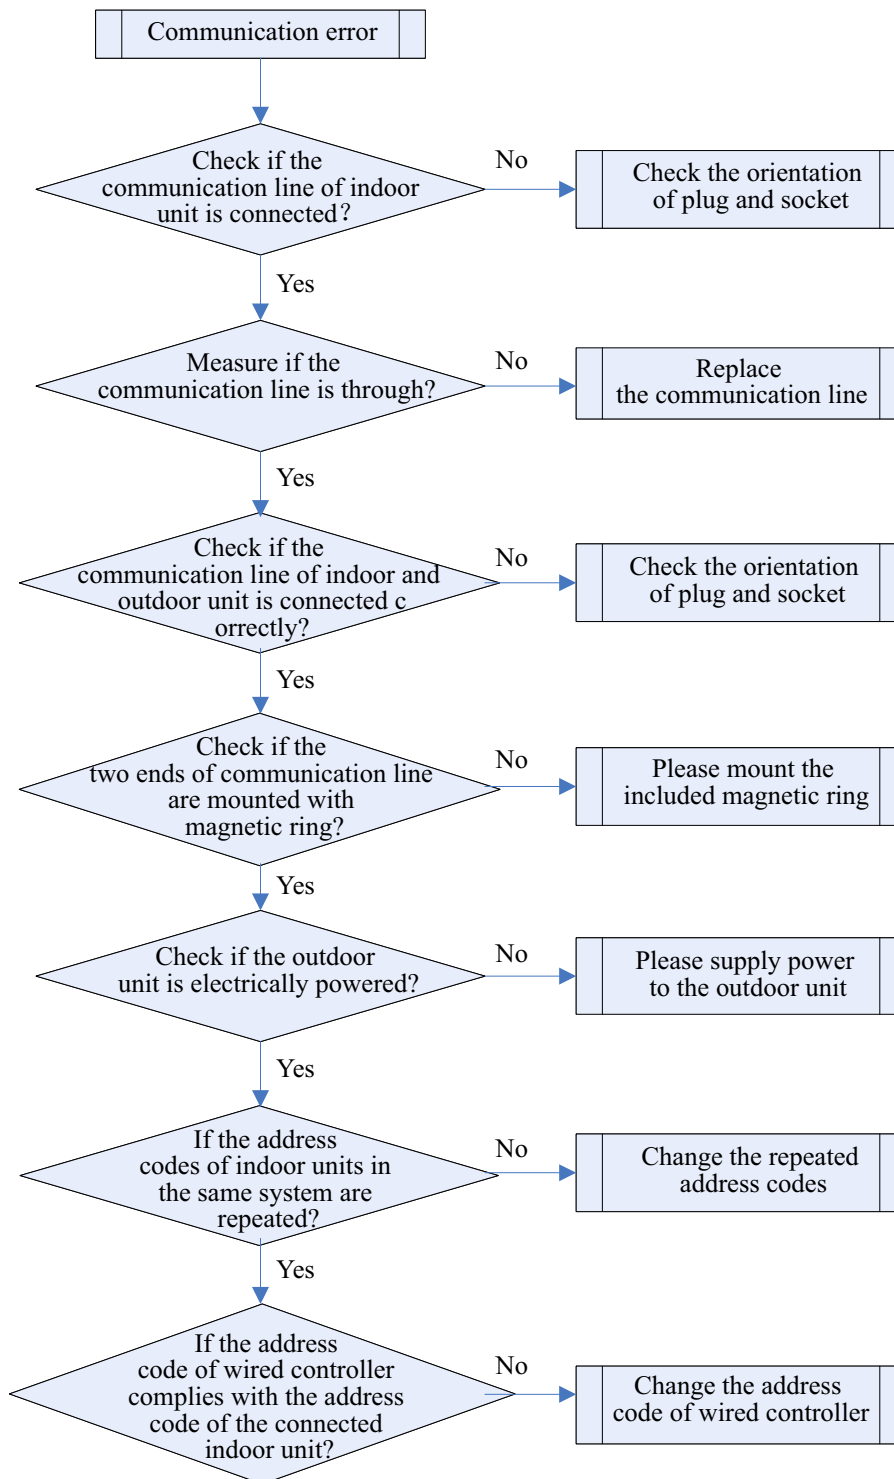 Communication error
Check if the
communication line of indoor
unit is connected?
No
Check the orientation
of plug and socket
Yes
Measure if the
communication line is through?
No
Replace
the communication line
Yes
Check if the
communication line of indoor and
outdoor unit is connected c
orrectly?
No
Check the orientation
of plug and socket
Yes
Check if the
two ends of communication line
are mounted with
magnetic ring?
No
Please mount the
included magnetic ring
Yes
Check if the outdoor
unit is electrically powered?
No
Please supply power
to the outdoor unit
Yes
If the address
codes of indoor units in
the same system are
repeated?
No
Change the repeated
address codes
Yes
If the address
code of wired controller
complies with the address
code of the connected
indoor unit?
No
Change the address
code of wired controller